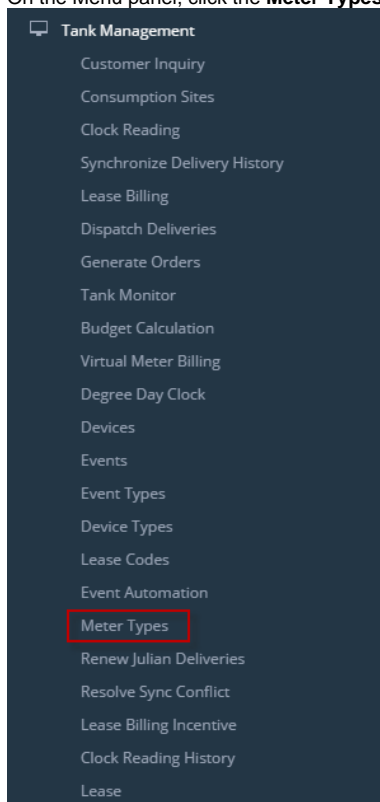 On the Menu panel, click the Meter Types
Tank Management
Customer Inquiry
Consumption Sites
Clock Reading
Synchronize Delivery History
Lease Billing
Dispatch Deliveries
Generate Orders
Tank Monitor
Budget Calculation
Virtual Meter Billing
Degree Day Clock
Devices
Events
Event Types
Device Types
Lease Codes
Event Automation
Meter Types
Renew Julian Deliveries
Resolve Sync Conflict
Lease Billing Incentive
Clock Reading History
Lease